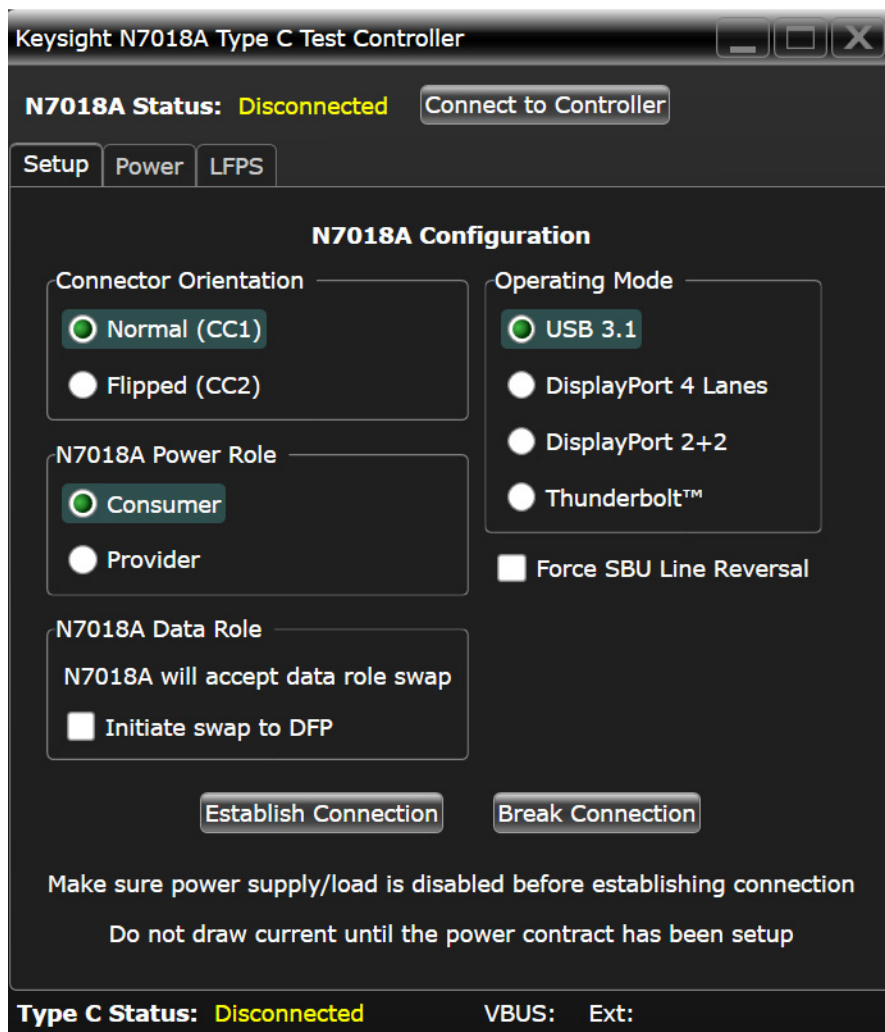 Keysight N7018A Type C Test Controller
N7018A Status: Disconnected Connect to Controller
Setup Power LFPS
N7018A Configuration
Connector Orientation
Normal (CC1)
Flipped (CC2)
N7018A Power Role
Consumer
Provider
N7018A Data Role
N7018A will accept data role swap
Initiate swap to DFP
Operating Mode
USB 3.1
DisplayPort 4 Lanes
DisplayPort 2+2
Thunderbolt™
Force SBU Line Reversal
Establish Connection Break Connection
Make sure power supply/load is disabled before establishing connection
Do not draw current until the power contract has been setup
Type C Status: Disconnected VBUS: Ext: